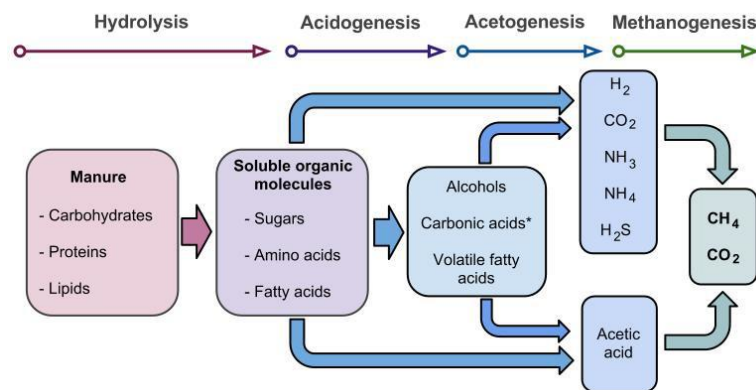 Hydrolysis
Acidogenesis
Acetogenesis
Methanogenesis
Manure
- Carbohydrates
- Proteins
- Lipids
Soluble organic
molecules
- Sugars
- Amino acids
- Fatty acids
Alcohols
Carbonic acids*
Volatile fatty
acids
H₂
CO₂
NH₃
NH₄
H₂S
Acetic
acid
CH₄
CO₂